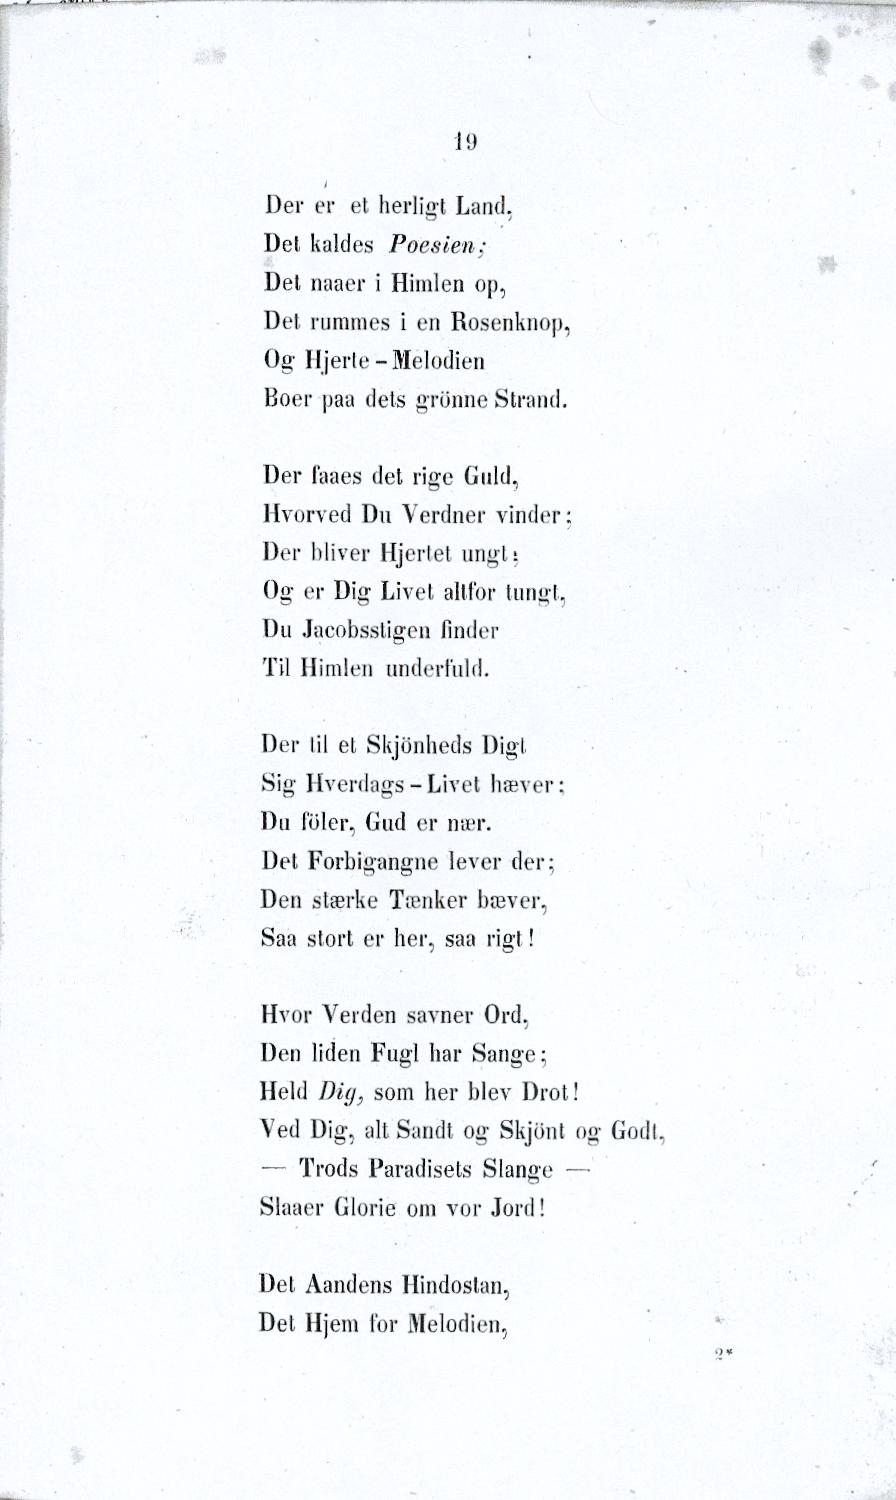 19
Der er et herligt Land,
Det kaldes Poesien;
Det naaer i Himlen op,
Det rummes i en Rosenknop,
Og Hjerte-Melodien
Boer paa dets grönne Strand.
Der faaes det rige Guld,
Hvorved Du Verdner vinder;
Der bliver Hjertet ungt;
Og er Dig Livet altfor tungt,
Du Jacobsstigen finder
Til Himlen underfuld.
Der til et Skjönheds Digt
Sig Hverdags-Livet hæver;
Du föler, Gud er nær.
Det Forbigangne lever der;
Den stærke Tænker bæver,
Saa stort er her, saa rigt!
Hvor Verden savner Ord,
Den liden Fugl har Sange;
Held Dig, som her blev Drot!
Ved Dig, alt Sandt og Skjönt og Godt,
— Trods Paradisets Slange —
Slaaer Glorie om vor Jord!
Det Aandens Hindostan,
Det Hjem for Melodien,
2*